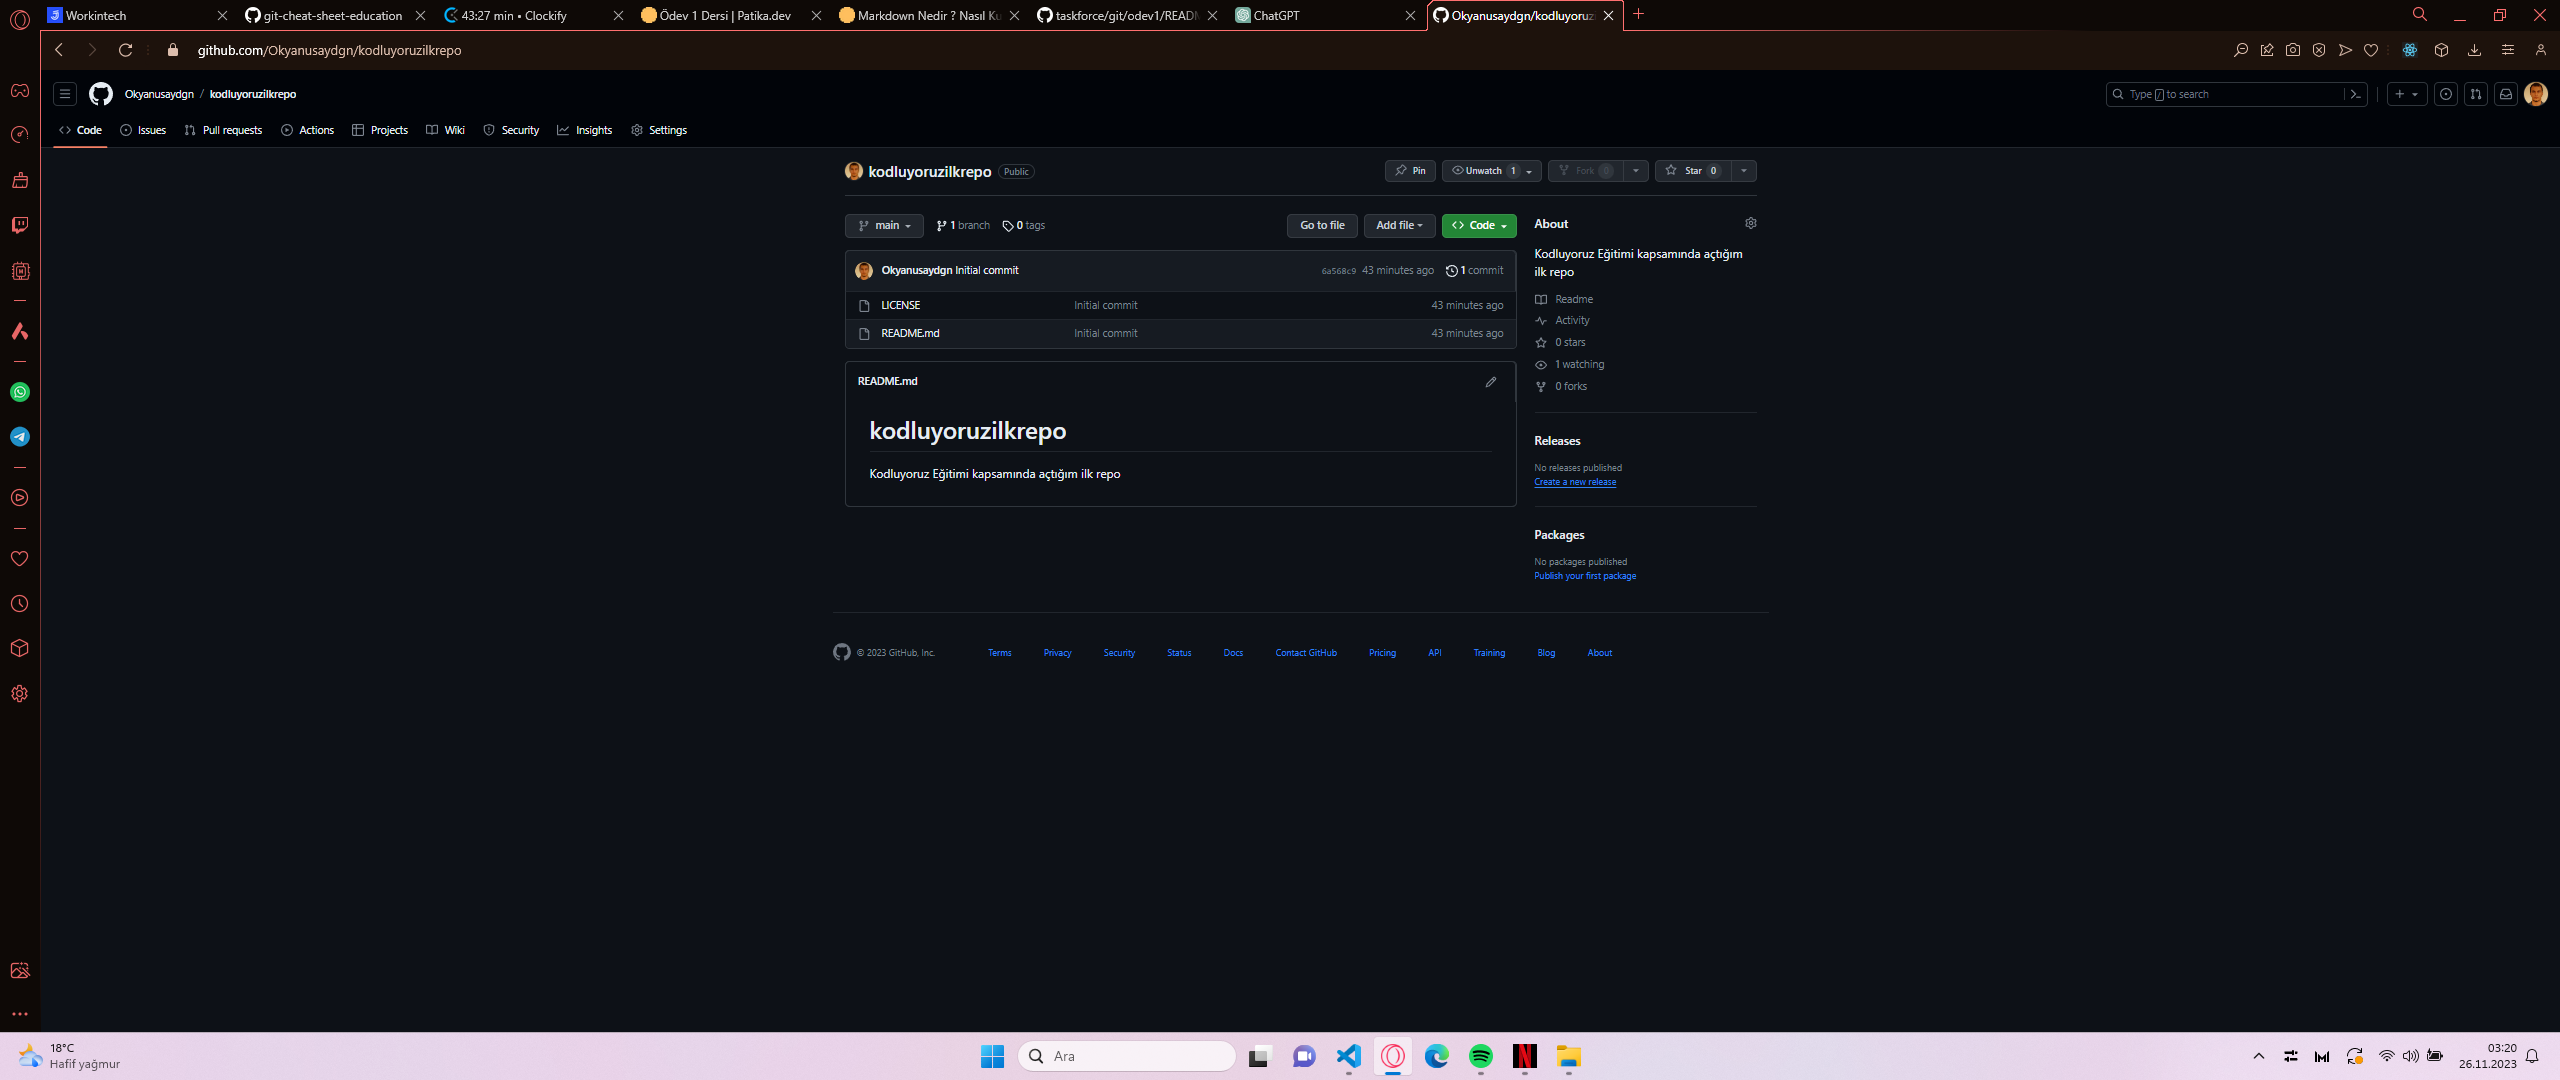 Workintech
git-cheat-sheet-education
43:27 min • Clockify
Ödev 1 Dersi | Patika.dev
Markdown Nedir ? Nasıl Ku
taskforce/git/odev1/READM
ChatGPT
Okyanusaydgn/kodluyoruz
github.com/Okyanusaydgn/kodluyoruzilkrepo
Okyanusaydgn / kodluyoruzilkrepo
Type / to search
Code
Issues
Pull requests
Actions
Projects
Wiki
Security
Insights
Settings
kodluyoruzilkrepo
Public
Pin
Unwatch 1
Fork 0
Star 0
main
1 branch
0 tags
Go to file
Add file
Code
Okyanusaydgn Initial commit
6a568c9 43 minutes ago
1 commit
LICENSE
Initial commit
43 minutes ago
README.md
Initial commit
43 minutes ago
README.md
kodluyoruzilkrepo
Kodluyoruz Eğitimi kapsamında açtığım ilk repo
About
Kodluyoruz Eğitimi kapsamında açtığım
ilk repo
Readme
Activity
0 stars
1 watching
0 forks
Releases
No releases published
Create a new release
Packages
No packages published
Publish your first package
© 2023 GitHub, Inc.
Terms
Privacy
Security
Status
Docs
Contact GitHub
Pricing
API
Training
Blog
About
18°C
Hafif yağmur
Ara
03:20
26.11.2023